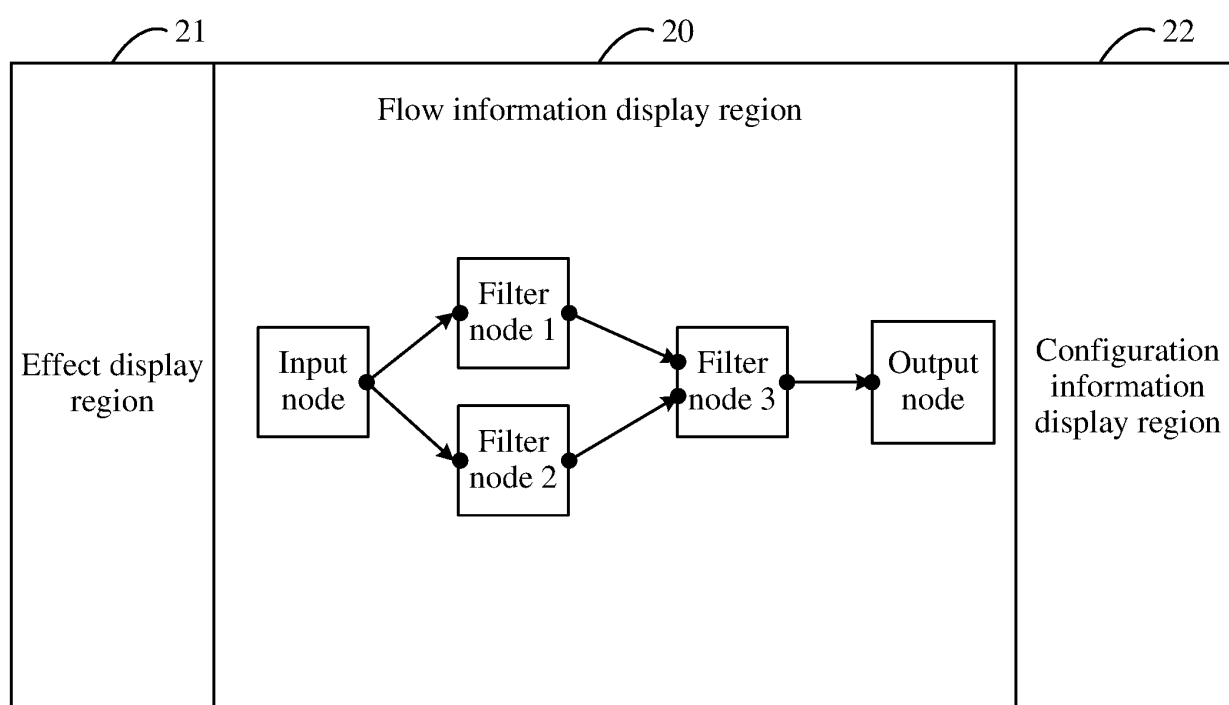 21
20
22
Flow information display region
Effect display
region
Input
node
Filter
node 1
Filter
node 2
Filter
node 3
Output
node
Configuration
information
display region